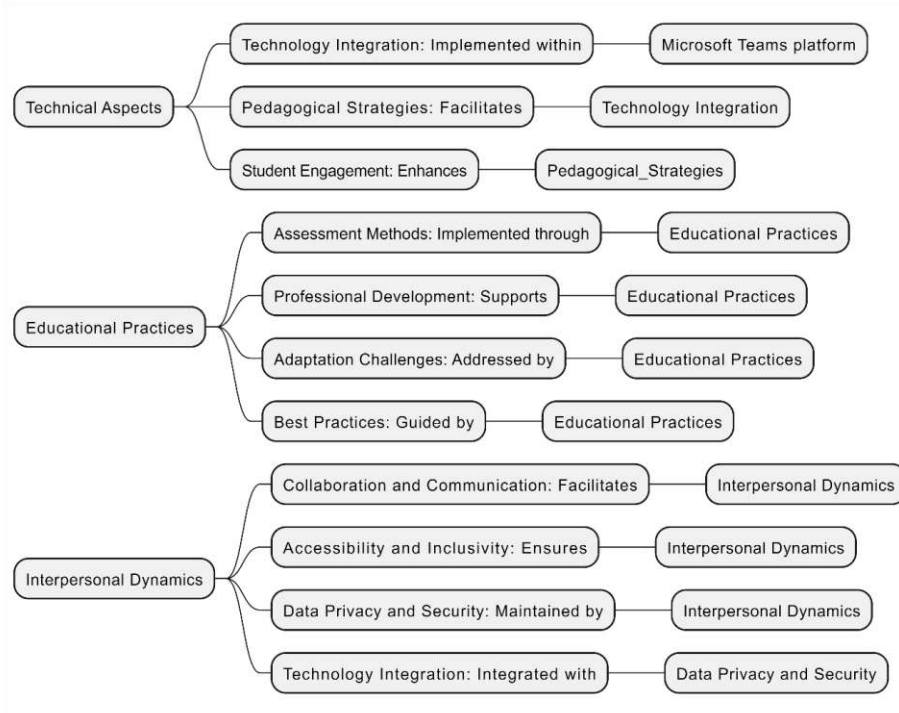 Technology Integration: Implemented within
Microsoft Teams platform
Technical Aspects
Pedagogical Strategies: Facilitates
Technology Integration
Student Engagement: Enhances
Pedagogical_Strategies
Assessment Methods: Implemented through
Educational Practices
Professional Development: Supports
Educational Practices
Educational Practices
Adaptation Challenges: Addressed by
Educational Practices
Best Practices: Guided by
Educational Practices
Collaboration and Communication: Facilitates
Interpersonal Dynamics
Accessibility and Inclusivity: Ensures
Interpersonal Dynamics
Interpersonal Dynamics
Data Privacy and Security: Maintained by
Interpersonal Dynamics
Technology Integration: Integrated with
Data Privacy and Security